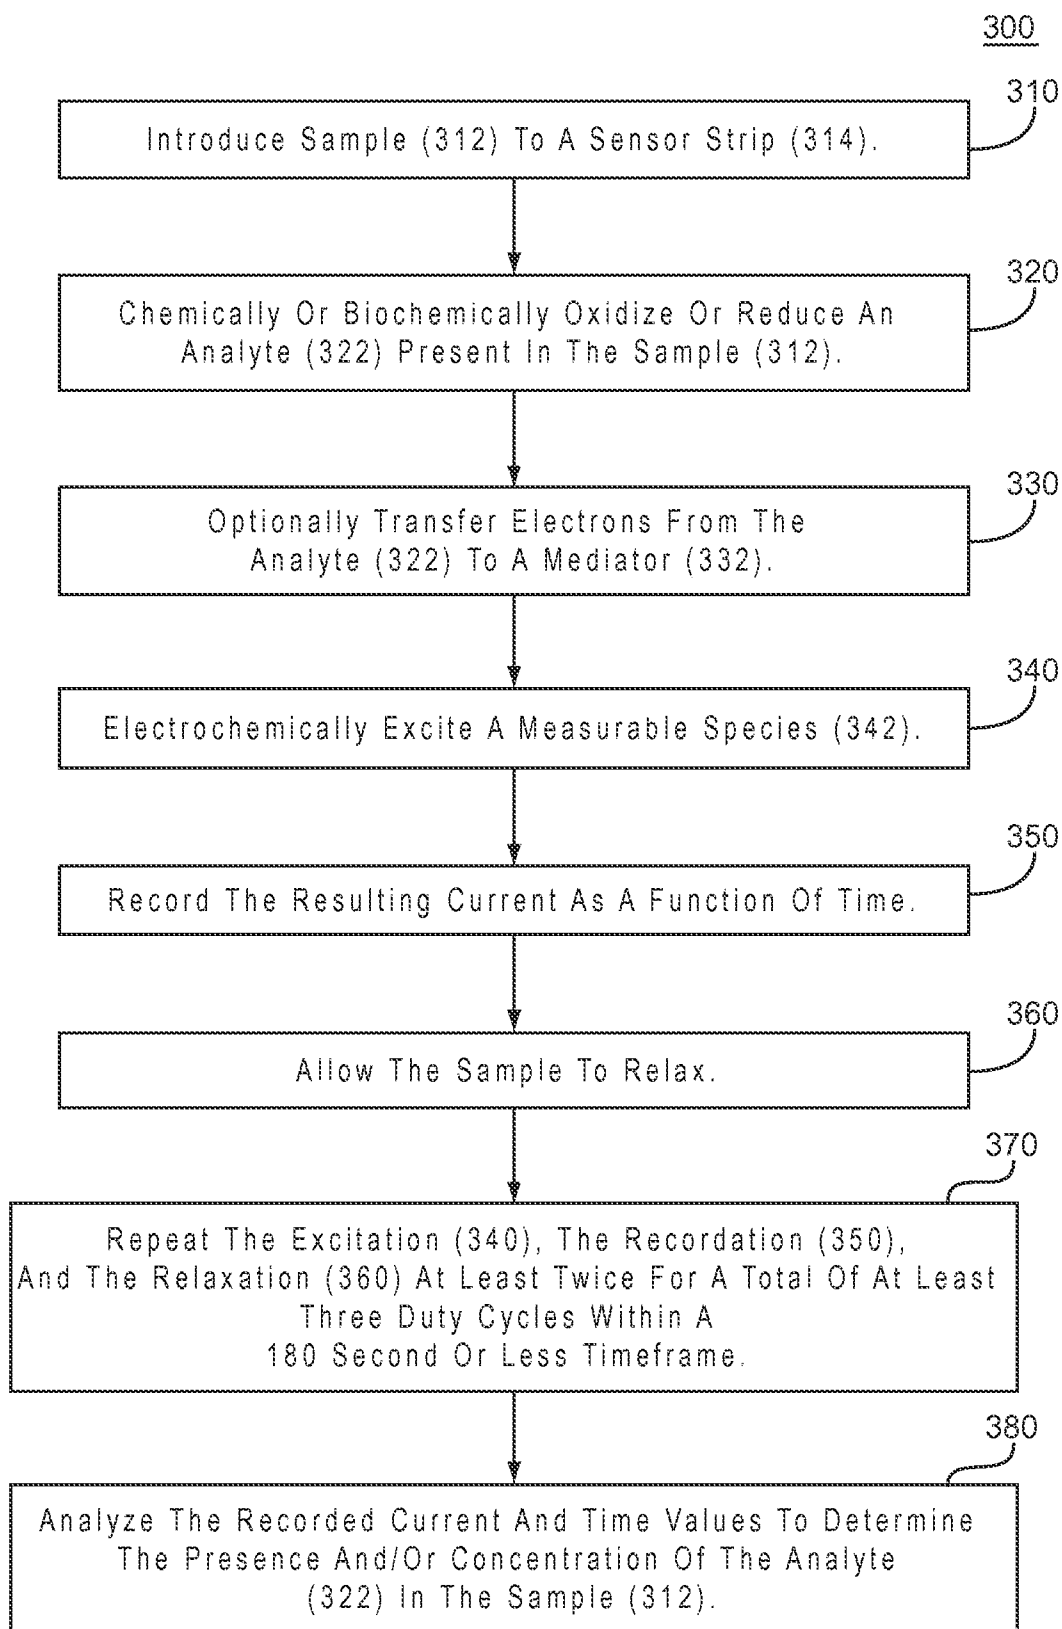 300
310
Introduce Sample (312) To A Sensor Strip (314).
320
Chemically Or Biochemically Oxidize Or Reduce An
Analyte (322) Present In The Sample (312).
330
Optionally Transfer Electrons From The
Analyte (322) To A Mediator (332).
340
Electrochemically Excite A Measurable Species (342).
350
Record The Resulting Current As A Function Of Time.
360
Allow The Sample To Relax.
370
Repeat The Excitation (340), The Recordation (350),
And The Relaxation (360) At Least Twice For A Total Of At Least
Three Duty Cycles Within A
180 Second Or Less Timeframe.
380
Analyze The Recorded Current And Time Values To Determine
The Presence And/Or Concentration Of The Analyte
(322) In The Sample (312).